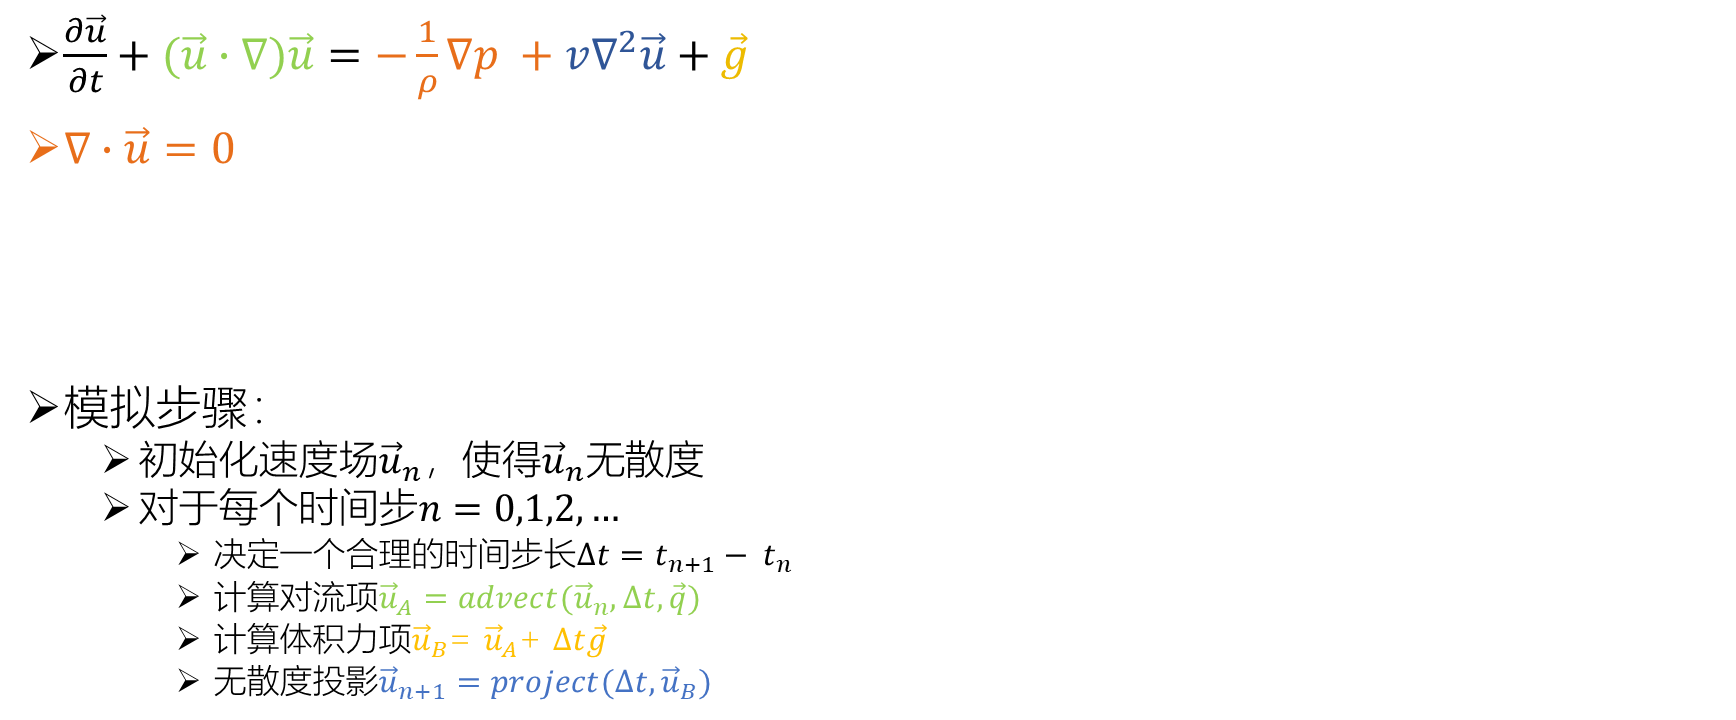 ➢ ∂u⃗/∂t + (u⃗ · ∇)u⃗ = −1/ρ ∇p + v∇²u⃗ + g⃗
➢ ∇ · u⃗ = 0
➢ 模拟步骤：
➢ 初始化速度场u⃗ₙ，使得u⃗ₙ无散度
➢ 对于每个时间步n = 0,1,2, …
➢ 决定一个合理的时间步长Δt = tₙ₊₁ − tₙ
➢ 计算对流项u⃗_A = advect(u⃗ₙ, Δt, q⃗)
➢ 计算体积力项u⃗_B = u⃗_A + Δtg⃗
➢ 无散度投影u⃗ₙ₊₁ = project(Δt, u⃗_B)